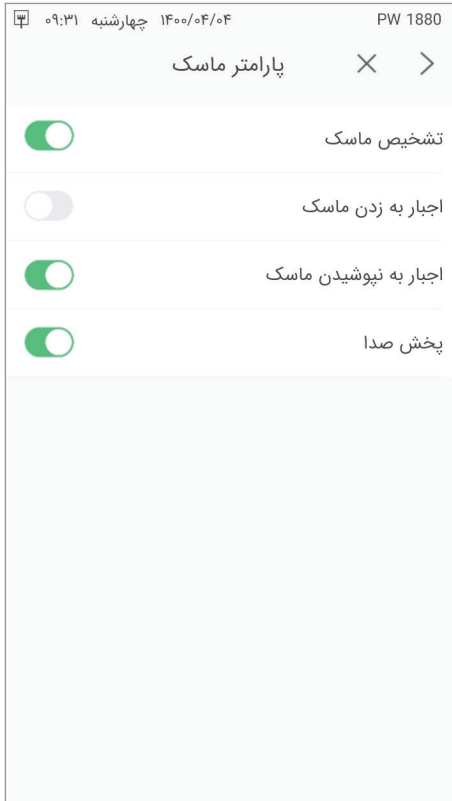 PW 1880 ۱۴۰۰/۰۴/۰۴ چهارشنبه ۰۹:۳۱
پارامتر ماسک
تشخیص ماسک
اجبار به زدن ماسک
اجبار به نپوشیدن ماسک
پخش صدا